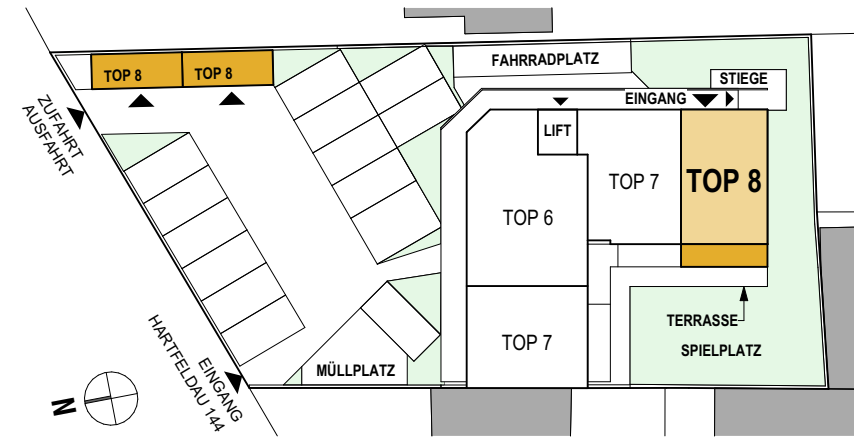 FAHRRADPLATZ
TOP 8
TOP 8
STIEGE
EINGANG
ZUFAHRT
AUSFAHRT
LIFT
TOP 7
TOP 8
TOP 6
TERRASSE
SPIELPLATZ
TOP 7
MÜLLPLATZ
EINGANG
HARTFELDAU 144
N